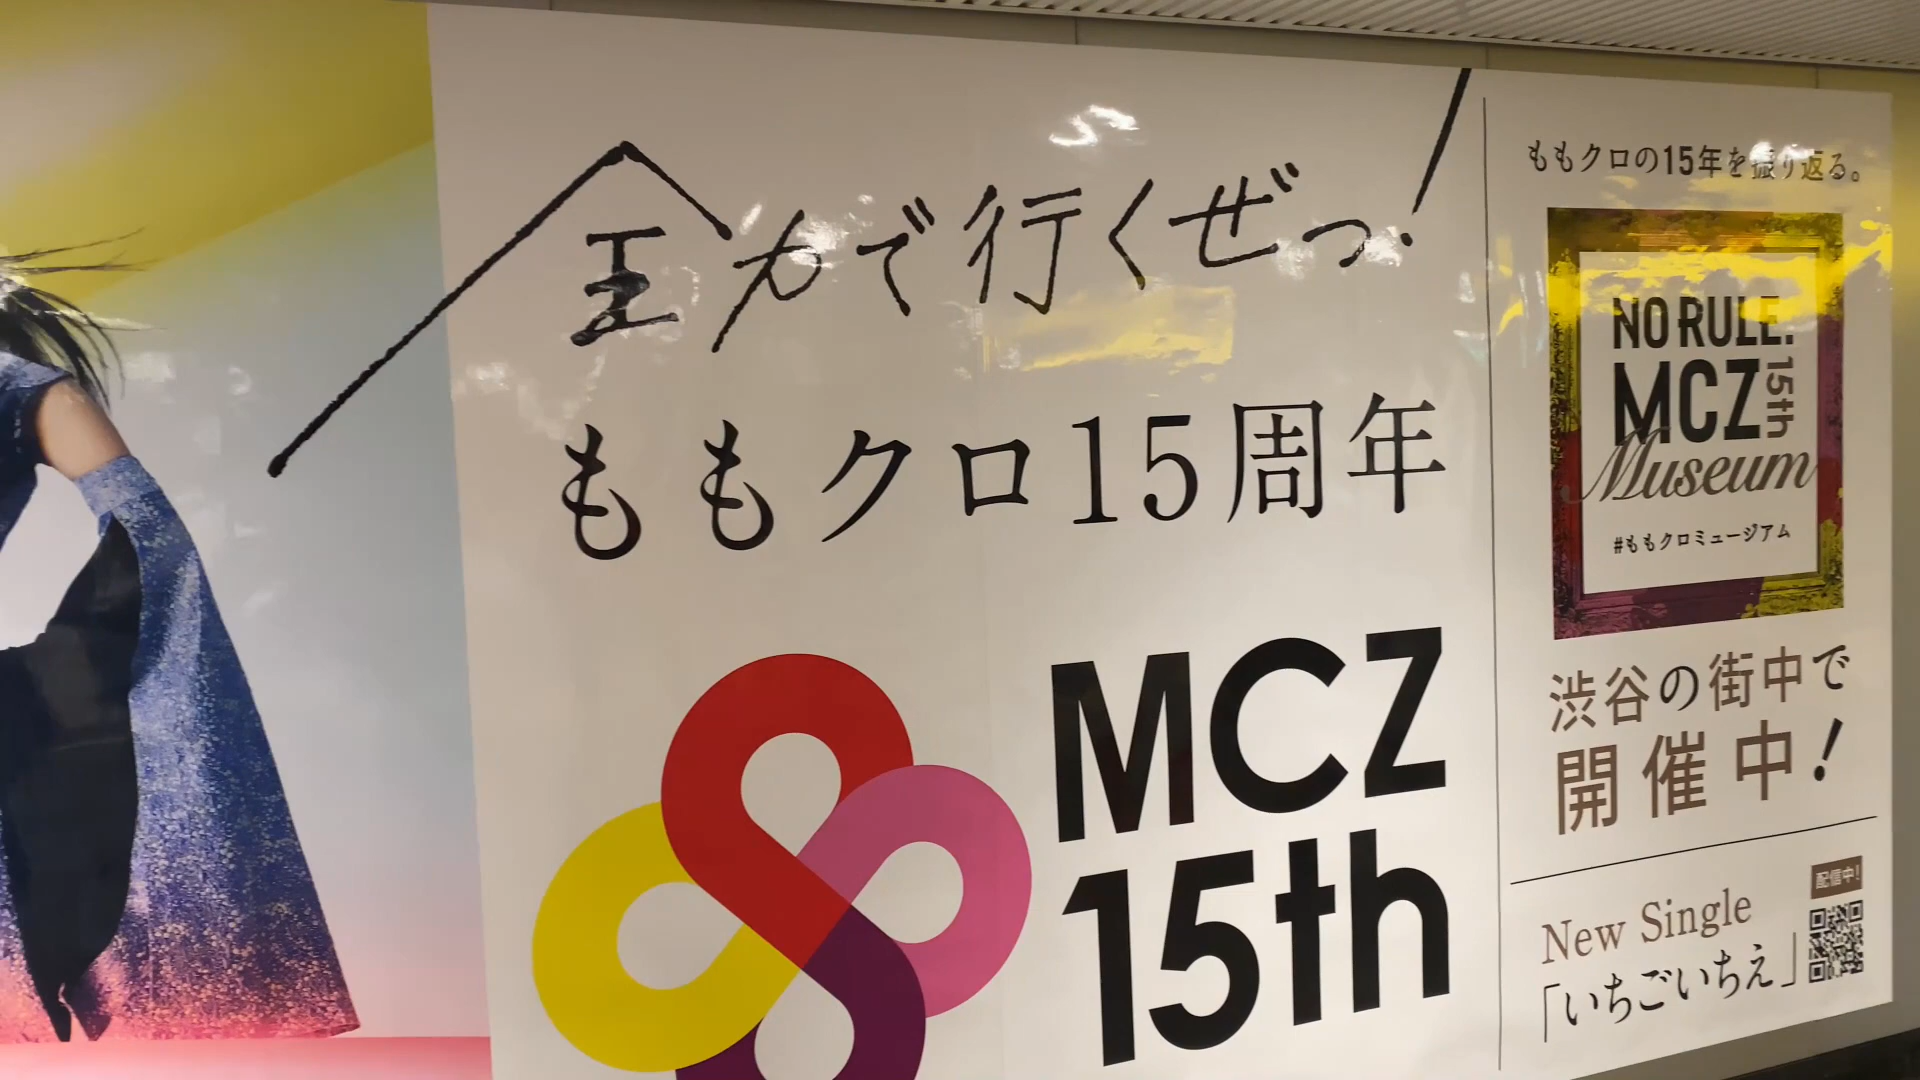 全力で行くぜっ!
ももクロ15周年
MCZ
15th
ももクロの15年を振り返る。
NO RULE.
MCZ 15th
Museum
#ももクロミュージアム
渋谷の街中で
開催中!
配信中!
New Single
「いちごいちえ」